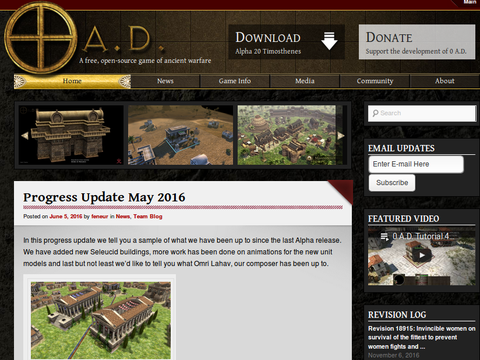 Main
A.D.
A free, open-source game of ancient warfare
DOWNLOAD
Alpha 20 Timosthenes
DONATE
Support the development of 0 A.D.
Home
News
Game Info
Media
Community
About
Search
EMAIL UPDATES
Enter E-mail Here
Subscribe
Progress Update May 2016
Posted on June 5, 2016 by feneur in News, Team Blog
In this progress update we tell you a sample of what we have been up to since the last Alpha release.
We have added new Seleucid buildings, more work has been done on animations for the new unit
models and last but not least we'd like to tell you what Omri Lahav, our composer has been up to.
FEATURED VIDEO
0 A.D. Tutorial 4
REVISION LOG
Revision 18915: Invincible women on
survival of the fittest to prevent
women fights and ...
November 6, 2016